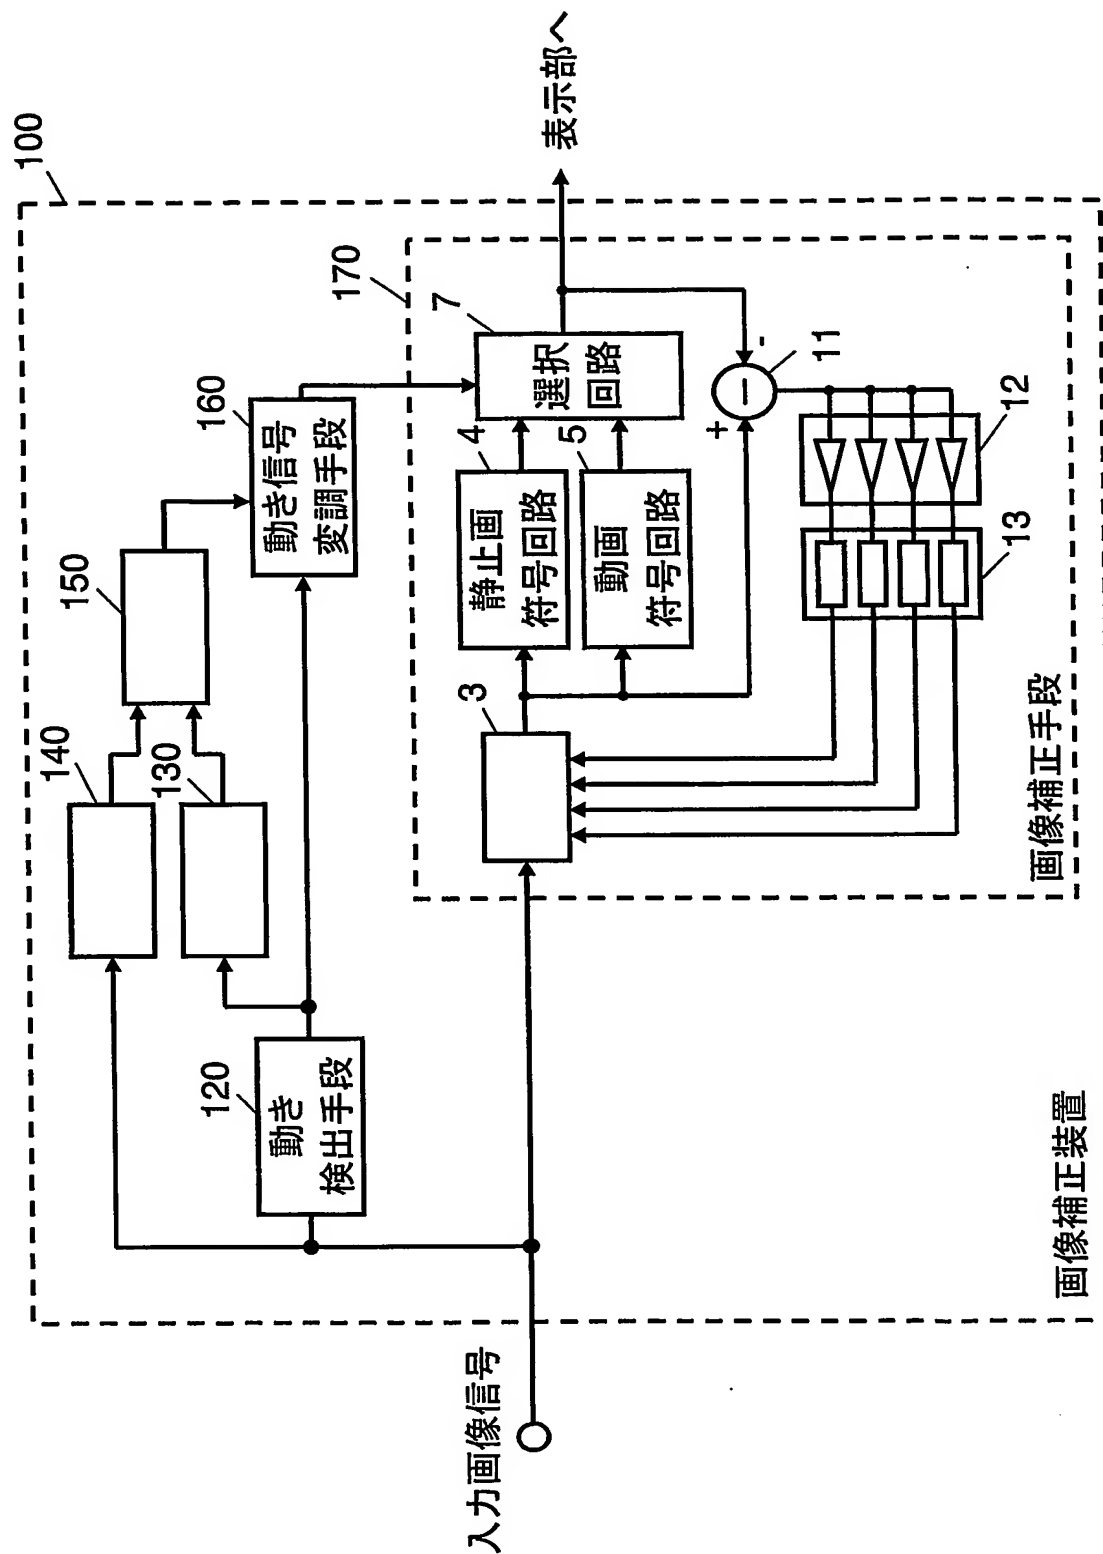 100
140
150
160
動き信号
変調手段
130
120
動き
検出手段
170
7
選択
回路
表示部へ
4
静止画
符号回路
5
動画
符号回路
3
+
-
11
12
13
入力画像信号
画像補正手段
画像補正装置